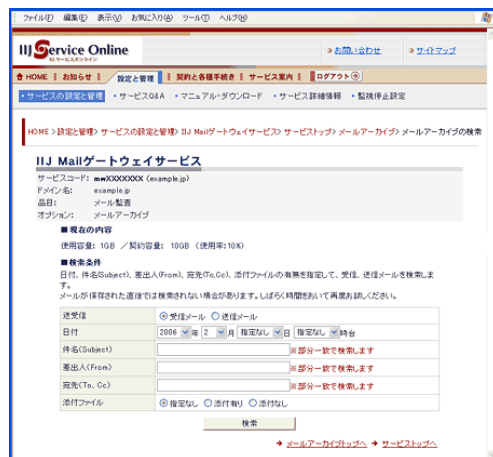 ファイル(F) 編集(E) 表示(V) お気に入り(A) ツール(T) ヘルプ(H)
IIJ Service Online
IIJ サービスオンライン
お問い合わせ サイトマップ
HOME お知らせ 設定と管理 契約と各種手続き サービス案内 ログアウト
・サービスの設定と管理 ・サービスQ&A ・マニュアル・ダウンロード ・サービス詳細情報 ・監視停止設定
HOME > 設定と管理> サービスの設定と管理> IIJ Mailゲートウェイサービス> サービストップ> メールアーカイブ> メールアーカイブの検索
IIJ Mailゲートウェイサービス
サービスコード: mwXXXXXXX (example.jp)
ドメイン名: example.jp
品目: メール監査
オプション: メールアーカイブ
■現在の内容
使用容量: 1GB /契約容量: 10GB (使用率:10%)
■検索条件
日付、件名(Subject)、差出人(From)、宛先(To,Cc)、添付ファイルの有無を指定して、受信、送信メールを検索しま
す。
メールが保存された直後では検索されない場合があります。しばらく時間をおいて再度お試しください。
送受信 受信メール 送信メール
日付 2006 年 2 月 指定なし 日 指定なし 時台
件名(Subject) ※部分一致で検索します
差出人(From) ※部分一致で検索します
宛先(To、Cc) ※部分一致で検索します
添付ファイル 指定なし 添付有り 添付なし
検索
メールアーカイブトップへ サービストップへ